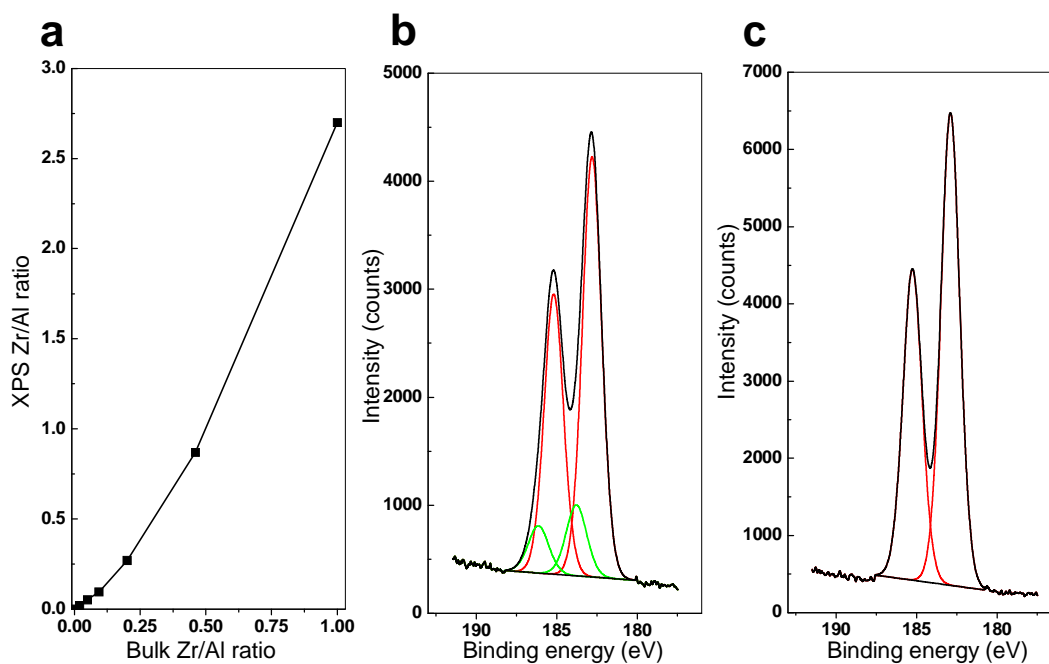 a
3.0
2.5
2.0
1.5
1.0
0.5
0.0
0.00 0.25 0.50 0.75 1.00
XPS Zr/Al ratio
Bulk Zr/Al ratio
b
5000
4000
3000
2000
1000
0
190 185 180
Intensity (counts)
Binding energy (eV)
c
7000
6000
5000
4000
3000
2000
1000
0
190 185 180
Intensity (counts)
Binding energy (eV)